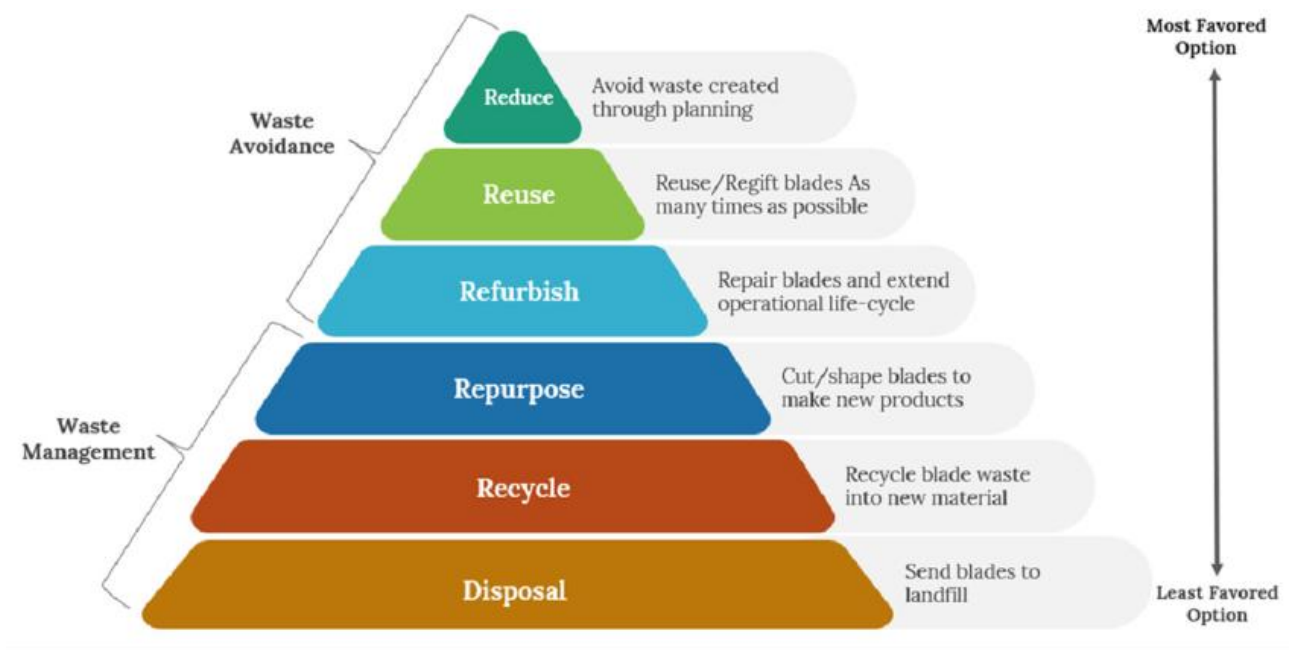 Most Favored
Option
Waste
Avoidance
Reduce
Avoid waste created
through planning
Reuse
Reuse/Regift blades As
many times as possible
Refurbish
Repair blades and extend
operational life-cycle
Waste
Management
Repurpose
Cut/shape blades to
make new products
Recycle
Recycle blade waste
into new material
Disposal
Send blades to
landfill
Least Favored
Option